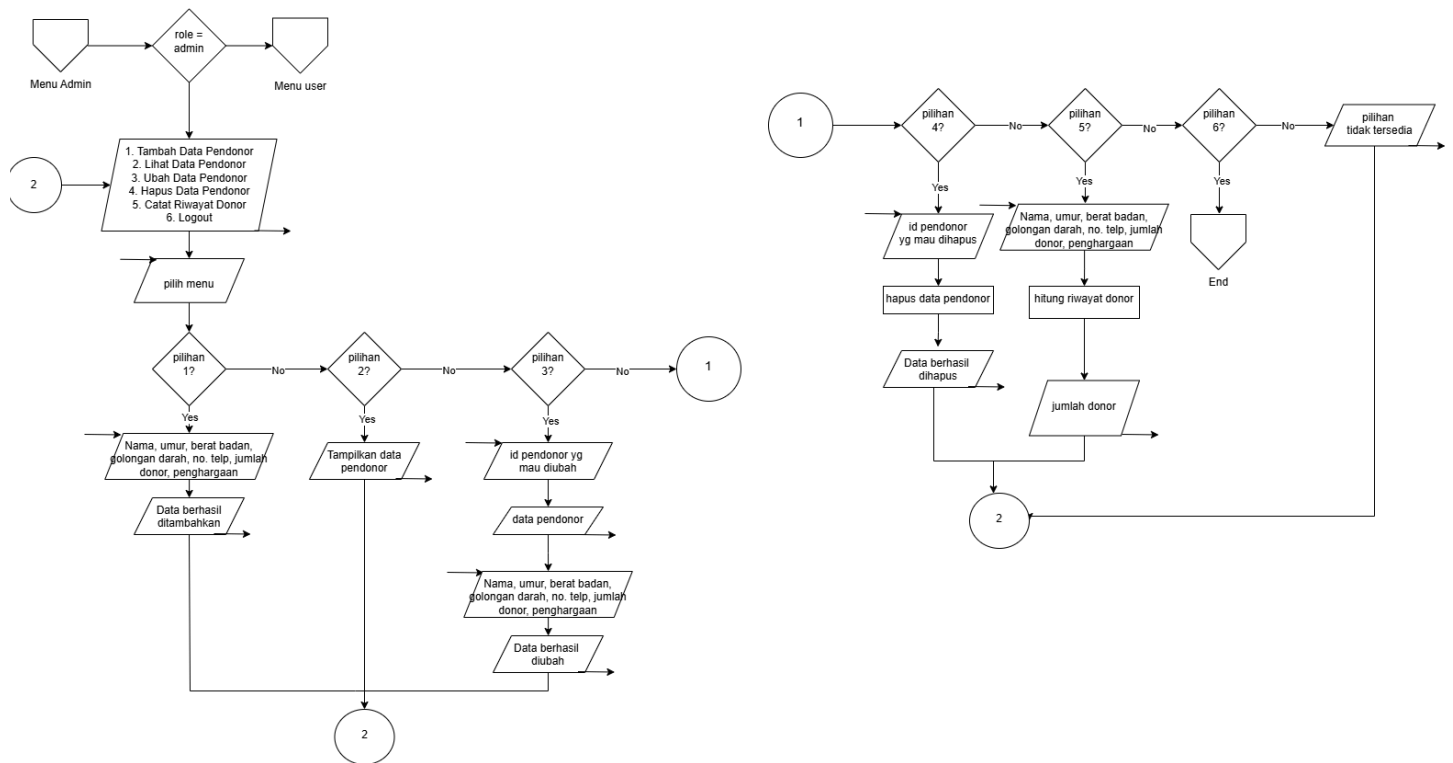 Menu Admin
role =
admin
Menu user
2
1. Tambah Data Pendonor
2. Lihat Data Pendonor
3. Ubah Data Pendonor
4. Hapus Data Pendonor
5. Catat Riwayat Donor
6. Logout
pilih menu
pilihan
1?
No
pilihan
2?
No
pilihan
3?
No
1
Yes
Nama, umur, berat badan,
golongan darah, no. telp, jumlah
donor, penghargaan
Data berhasil
ditambahkan
Yes
Tampilkan data
pendonor
Yes
id pendonor yg
mau diubah
data pendonor
Nama, umur, berat badan,
golongan darah, no. telp, jumlah
donor, penghargaan
Data berhasil
diubah
2
1
pilihan
4?
No
pilihan
5?
No
pilihan
6?
No
pilihan
tidak tersedia
Yes
id pendonor
yg mau dihapus
hapus data pendonor
Data berhasil
dihapus
Yes
Nama, umur, berat badan,
golongan darah, no. telp, jumlah
donor, penghargaan
hitung riwayat donor
jumlah donor
Yes
End
2